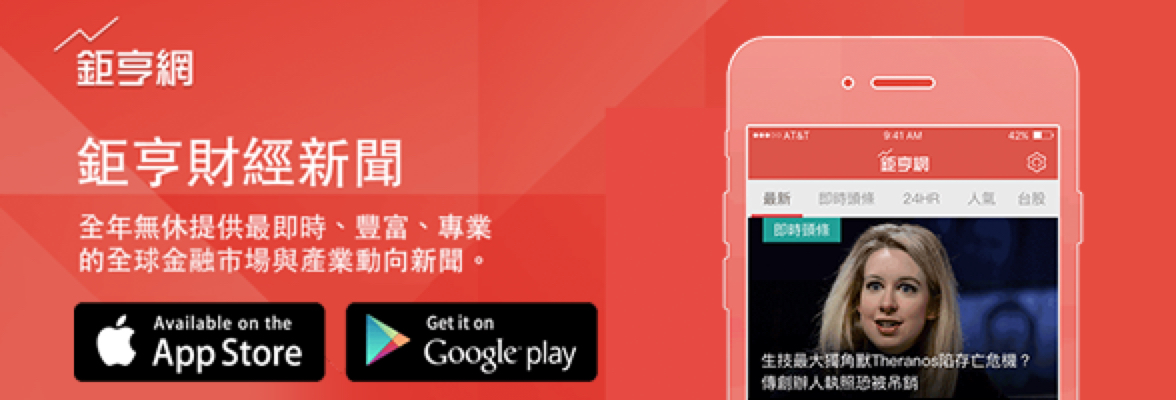 鉅亨網
鉅亨財經新聞
全年無休提供最即時、豐富、專業
的全球金融市場與產業動向新聞。
Available on the
App Store
Get it on
Google play
AT&T 9:41 AM 42%
鉅亨網
最新 即時頭條 24HR 人氣 台股
即時頭條
生技最大獨角獸Theranos陷存亡危機?
傳創辦人執照恐被吊銷